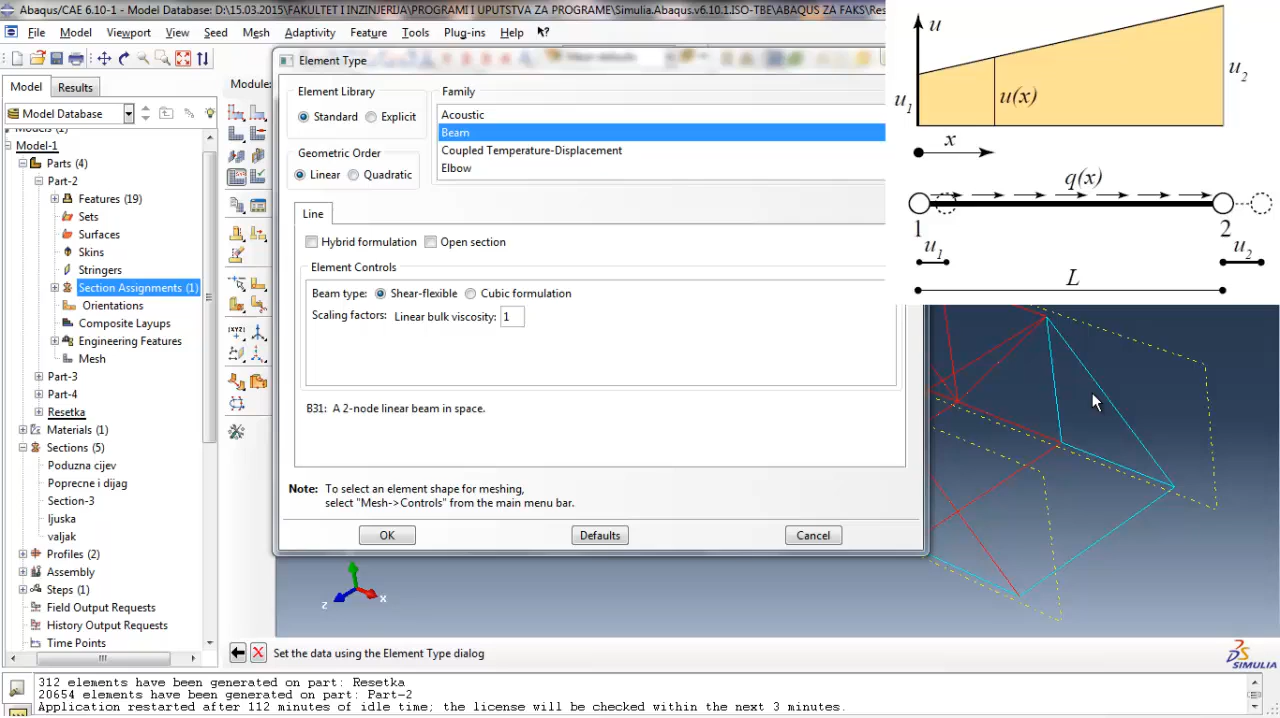 Abaqus/CAE 6.10-1 - Model Database: D:\15.03.2015\FAKULTET I INZINJERIJA\PROGRAMI I UPUTSTVA ZA PROGRAME\Simulia.Abaqus.v6.10.1.ISO-TBE\ABAQUS ZA FAKS\Res
File Model Viewport View Seed Mesh Adaptivity Feature Tools Plug-ins Help
Model Results
Module:
Model Database
Models (1)
Model-1
Parts (4)
Part-2
Features (19)
Sets
Surfaces
Skins
Stringers
Section Assignments (1)
Orientations
Composite Layups
Engineering Features
Mesh
Part-3
Part-4
Resetka
Materials (1)
Sections (5)
Poduzna cijev
Poprecne i dijag
Section-3
ljuska
valjak
Profiles (2)
Assembly
Steps (1)
Field Output Requests
History Output Requests
Time Points
Element Type
Element Library
Standard Explicit
Geometric Order
Linear Quadratic
Family
Acoustic
Beam
Coupled Temperature-Displacement
Elbow
Line
Hybrid formulation Open section
Element Controls
Beam type: Shear-flexible Cubic formulation
Scaling factors: Linear bulk viscosity: 1
B31: A 2-node linear beam in space.
Note: To select an element shape for meshing,
select "Mesh->Controls" from the main menu bar.
OK Defaults Cancel
u
u1 u(x) u2
x
q(x)
1 2
u1 u2
L
z x
Set the data using the Element Type dialog
SIMULIA
312 elements have been generated on part: Resetka
20654 elements have been generated on part: Part-2
Application restarted after 112 minutes of idle time; the license will be checked within the next 3 minutes.